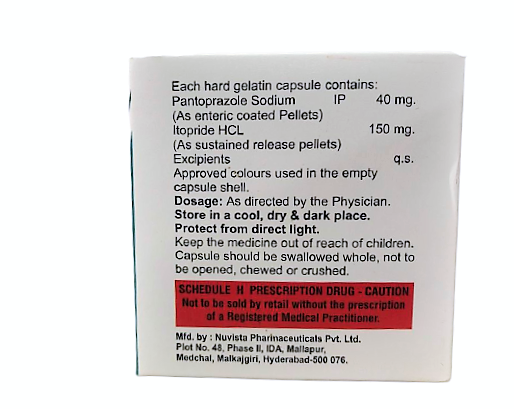 Each hard gelatin capsule contains:
Pantoprazole Sodium IP 40 mg.
(As enteric coated Pellets)
Itopride HCL 150 mg.
(As sustained release pellets)
Excipients q.s.
Approved colours used in the empty
capsule shell.
Dosage: As directed by the Physician.
Store in a cool, dry & dark place.
Protect from direct light.
Keep the medicine out of reach of children.
Capsule should be swallowed whole, not to
be opened, chewed or crushed.
SCHEDULE H PRESCRIPTION DRUG - CAUTION
Not to be sold by retail without the prescription
of a Registered Medical Practitioner.
Mfd. by : Nuvista Pharmaceuticals Pvt. Ltd.
Plot No. 48, Phase II, IDA, Mallapur,
Medchal, Malkajgiri, Hyderabad-500 076.